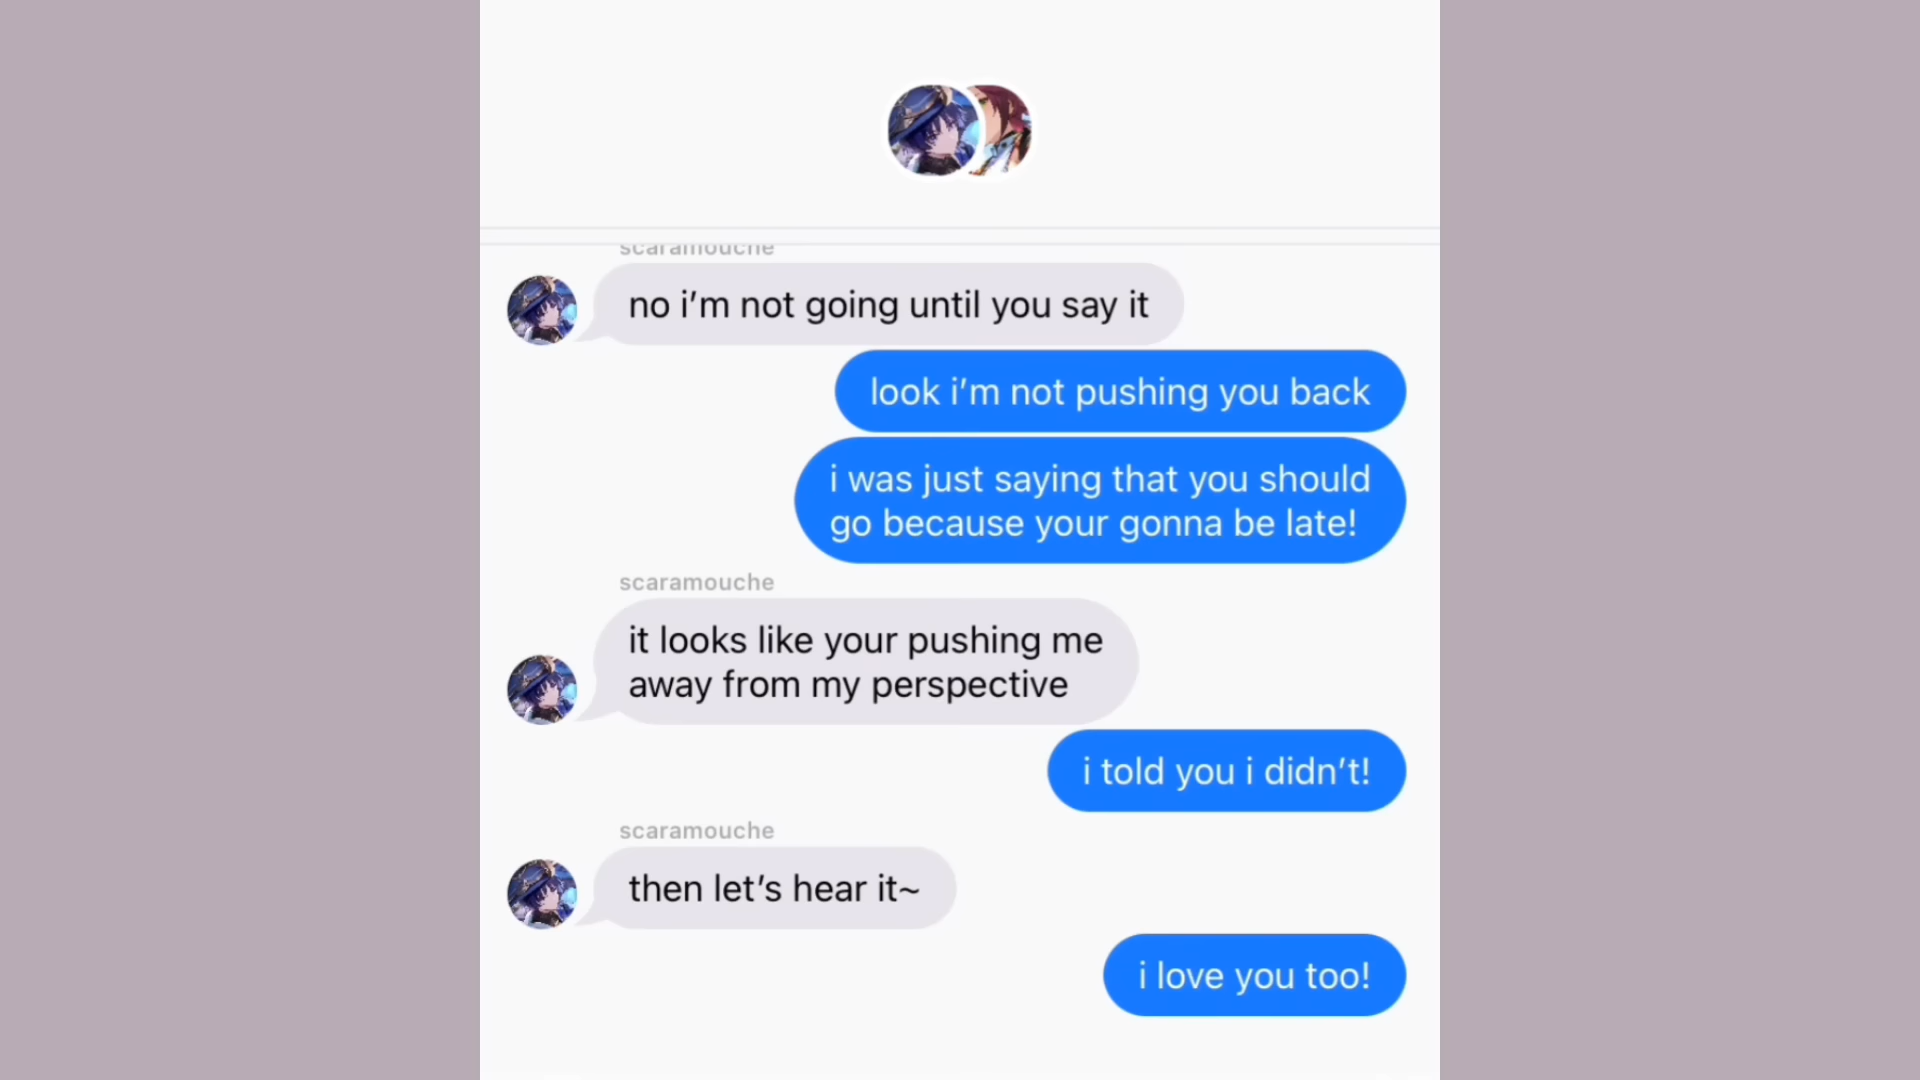 scaramouche
no i’m not going until you say it
look i’m not pushing you back
i was just saying that you should
go because your gonna be late!
scaramouche
it looks like your pushing me
away from my perspective
i told you i didn’t!
scaramouche
then let’s hear it~
i love you too!